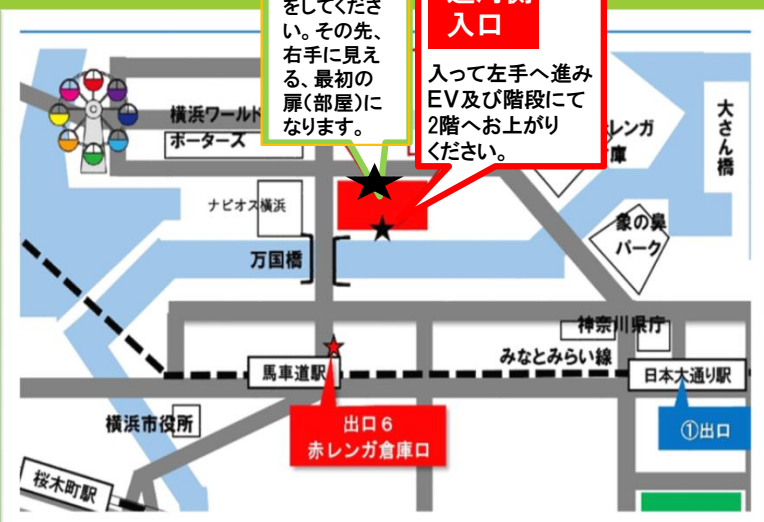 をしてくださ
い。その先、
右手に見え
る、最初の
扉(部屋)に
なります。
入口
入って左手へ進み
EV及び階段にて
2階へお上がり
ください。
横浜ワールド
ポーターズ
レンガ
庫
大さん橋
ナビオス横浜
象の鼻
パーク
万国橋
神奈川県庁
みなとみらい線
馬車道駅
日本大通り駅
横浜市役所
出口6
赤レンガ倉庫口
①出口
桜木町駅